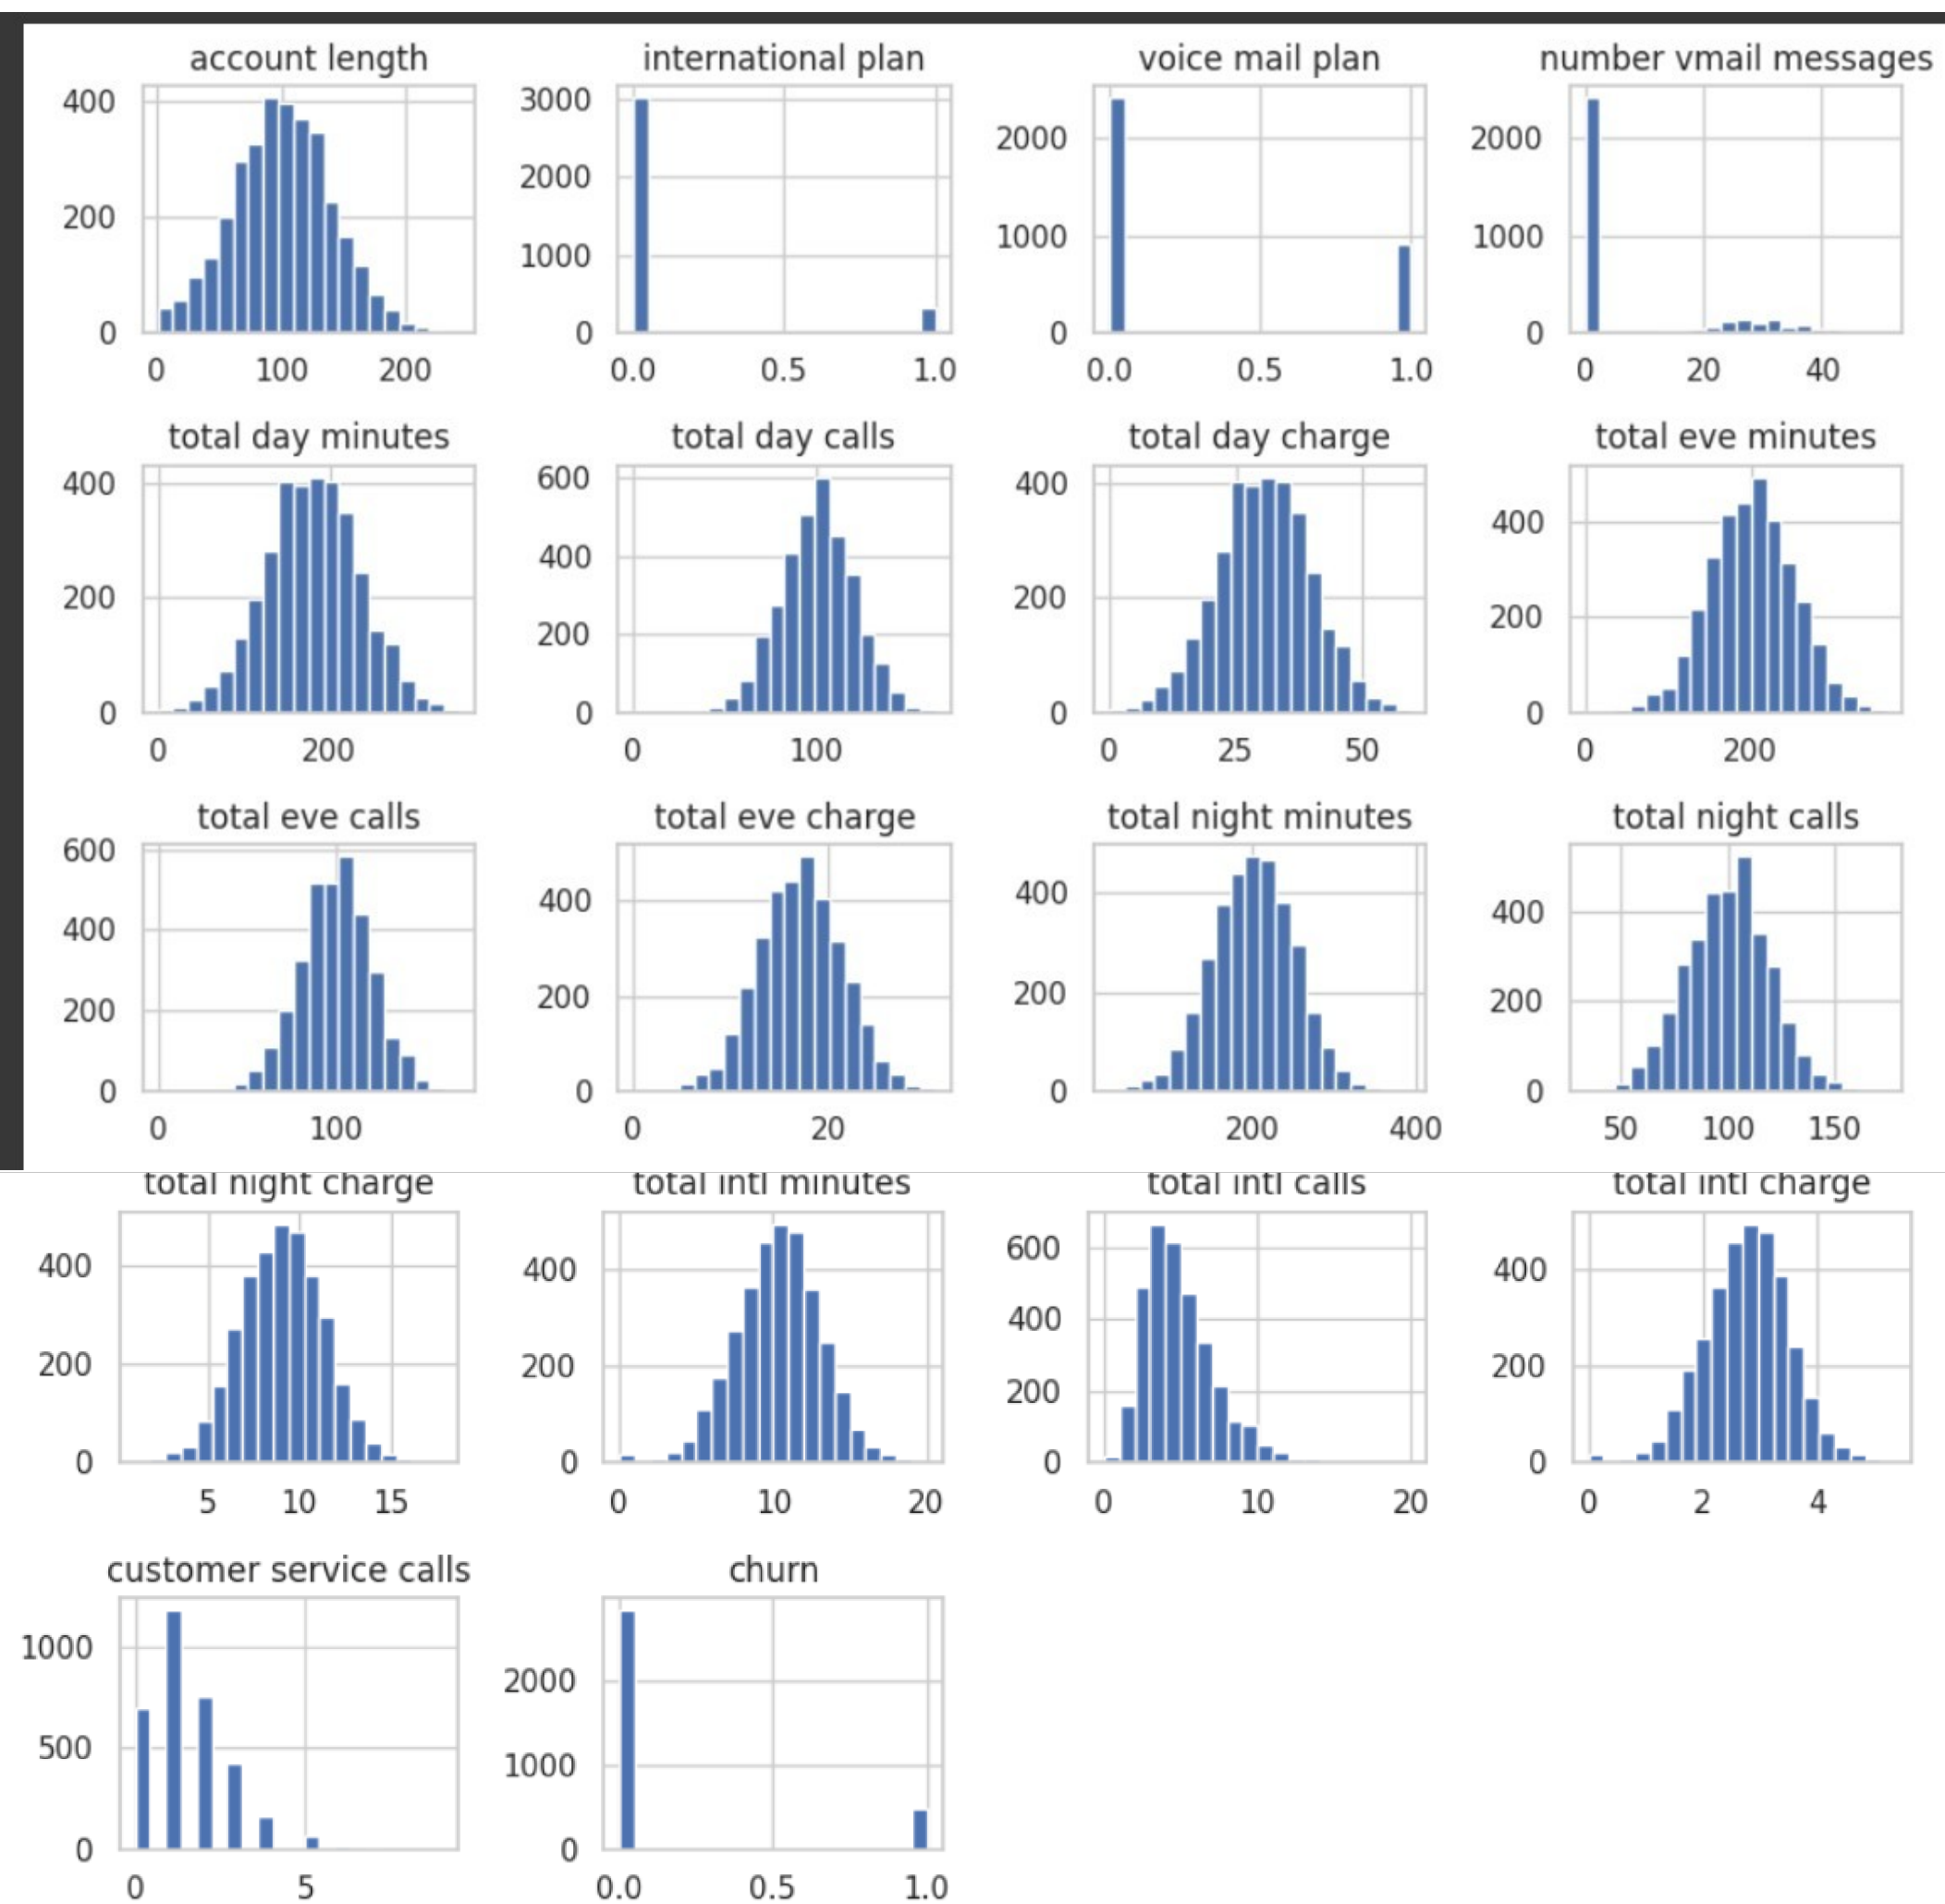 account length
international plan
voice mail plan
number vmail messages
400
200
0
0 100 200
3000
2000
1000
0
0.0 0.5 1.0
2000
1000
0
0.0 0.5 1.0
2000
1000
0
0 20 40
total day minutes
total day calls
total day charge
total eve minutes
400
200
0
0 200
600
400
200
0
0 100
400
200
0
0 25 50
400
200
0
0 200
total eve calls
total eve charge
total night minutes
total night calls
600
400
200
0
0 100
400
200
0
0 20
400
200
0
200 400
400
200
0
50 100 150
total night charge
total intl minutes
total intl calls
total intl charge
400
200
0
5 10 15
400
200
0
0 10 20
600
400
200
0
0 10 20
400
200
0
0 2 4
customer service calls
churn
1000
500
0
0 5
2000
1000
0
0.0 0.5 1.0